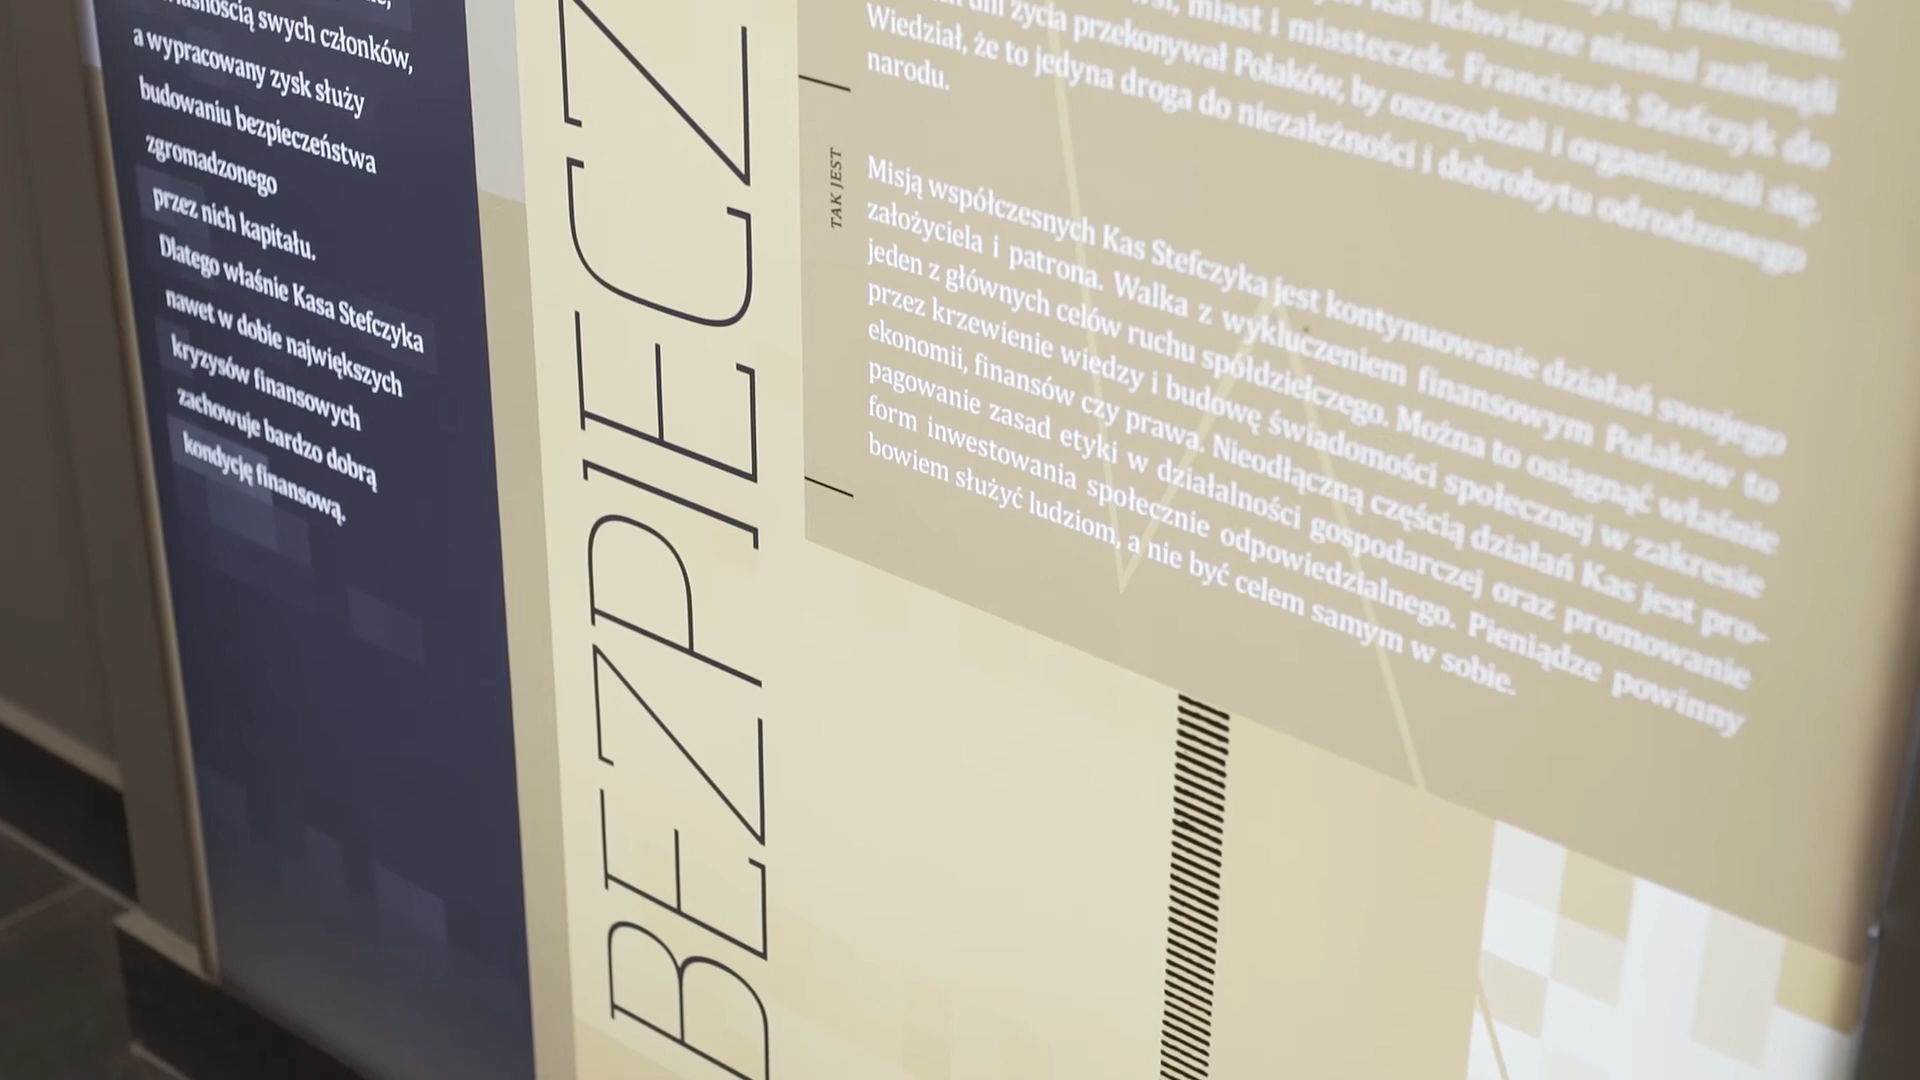 swych członków,
a wypracowany zysk służy
budowaniu bezpieczeństwa
zgromadzonego
przez nich kapitału.
Dlatego właśnie Kasa Stefczyka
nawet w dobie największych
kryzysów finansowych
zachowuje bardzo dobrą
kondycję finansową.
BEZPIECZ
lichwiarze niemal zniknęli
miast i miasteczek. Franciszek Stefczyk do
dni życia przekonywał Polaków, by oszczędzali i organizowali się.
Wiedział, że to jedyna droga do niezależności i dobrobytu odrodzonego
narodu.
TAK JEST
Misją współczesnych Kas Stefczyka jest kontynuowanie działań swojego
założyciela i patrona. Walka z wykluczeniem finansowym Polaków to
jeden z głównych celów ruchu spółdzielczego. Można to osiągnąć właśnie
przez krzewienie wiedzy i budowę świadomości społecznej w zakresie
ekonomii, finansów czy prawa. Nieodłączną częścią działań Kas jest pro-
pagowanie zasad etyki w działalności gospodarczej oraz promowanie
form inwestowania społecznie odpowiedzialnego. Pieniądze powinny
bowiem służyć ludziom, a nie być celem samym w sobie.